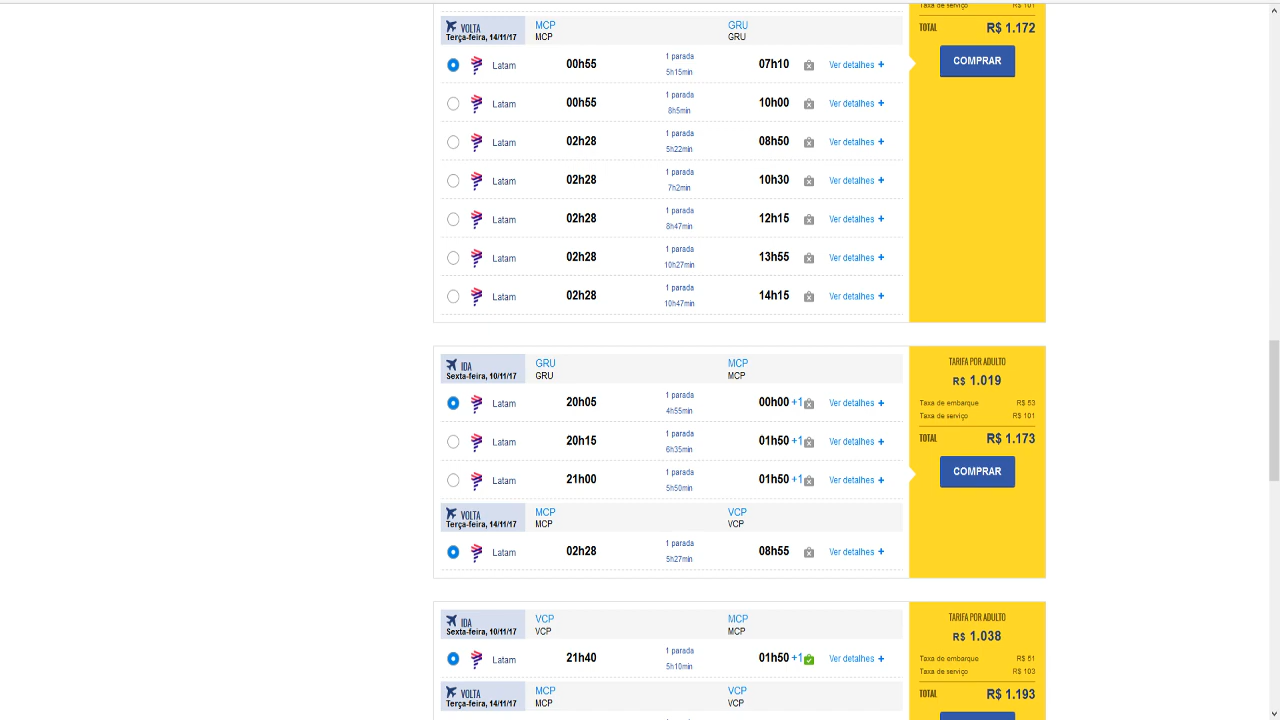 Taxa de serviço R$ 101
VOLTA MCP GRU TOTAL R$ 1.172
Terça-feira, 14/11/17 MCP GRU
COMPRAR
Latam 00h55 1 parada 5h15min 07h10 Ver detalhes +
Latam 00h55 1 parada 8h5min 10h00 Ver detalhes +
Latam 02h28 1 parada 5h22min 08h50 Ver detalhes +
Latam 02h28 1 parada 7h2min 10h30 Ver detalhes +
Latam 02h28 1 parada 8h47min 12h15 Ver detalhes +
Latam 02h28 1 parada 10h27min 13h55 Ver detalhes +
Latam 02h28 1 parada 10h47min 14h15 Ver detalhes +
IDA GRU MCP TARIFA POR ADULTO
Sexta-feira, 10/11/17 GRU MCP R$ 1.019
Latam 20h05 1 parada 4h55min 00h00 +1 Ver detalhes +
Taxa de embarque R$ 53
Taxa de serviço R$ 101
TOTAL R$ 1.173
Latam 20h15 1 parada 6h35min 01h50 +1 Ver detalhes +
COMPRAR
Latam 21h00 1 parada 5h50min 01h50 +1 Ver detalhes +
VOLTA MCP VCP
Terça-feira, 14/11/17 MCP VCP
Latam 02h28 1 parada 5h27min 08h55 Ver detalhes +
IDA VCP MCP TARIFA POR ADULTO
Sexta-feira, 10/11/17 VCP MCP R$ 1.038
Latam 21h40 1 parada 5h10min 01h50 +1 Ver detalhes +
Taxa de embarque R$ 51
Taxa de serviço R$ 103
VOLTA MCP VCP TOTAL R$ 1.193
Terça-feira, 14/11/17 MCP VCP